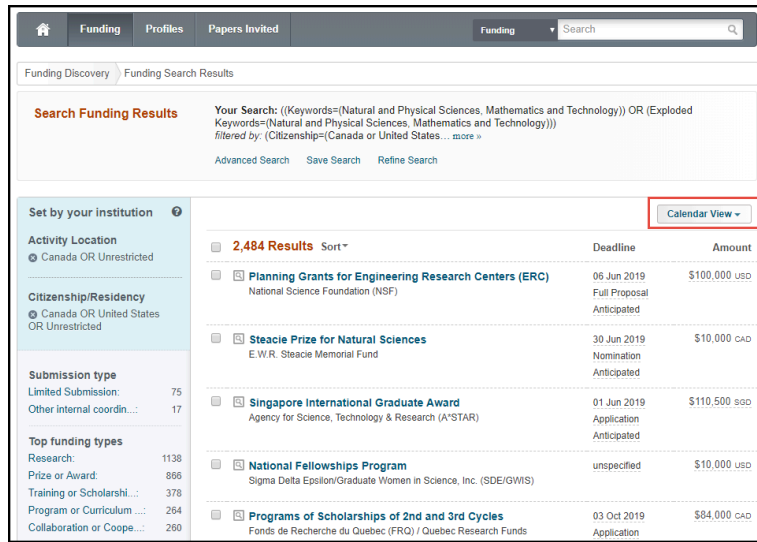 Funding Profiles Papers Invited Funding Search
Funding Discovery Funding Search Results
Search Funding Results
Your Search: ((Keywords=(Natural and Physical Sciences, Mathematics and Technology)) OR (Exploded
Keywords=(Natural and Physical Sciences, Mathematics and Technology)))
filtered by: (Citizenship=(Canada or United States... more »
Advanced Search Save Search Refine Search
Set by your institution ?
Activity Location
Canada OR Unrestricted
Citizenship/Residency
Canada OR United States
OR Unrestricted
Submission type
Limited Submission: 75
Other internal coordin...: 17
Top funding types
Research: 1138
Prize or Award: 866
Training or Scholarshi...: 378
Program or Curriculum ...: 264
Collaboration or Coope...: 260
Calendar View
2,484 Results Sort Deadline Amount
Planning Grants for Engineering Research Centers (ERC) 06 Jun 2019 $100,000 USD
National Science Foundation (NSF) Full Proposal
Anticipated
Steacie Prize for Natural Sciences 30 Jun 2019 $10,000 CAD
E.W.R. Steacie Memorial Fund Nomination
Anticipated
Singapore International Graduate Award 01 Jun 2019 $110,500 SGD
Agency for Science, Technology & Research (A*STAR) Application
Anticipated
National Fellowships Program unspecified $10,000 USD
Sigma Delta Epsilon/Graduate Women in Science, Inc. (SDE/GWIS)
Programs of Scholarships of 2nd and 3rd Cycles 03 Oct 2019 $84,000 CAD
Fonds de Recherche du Quebec (FRQ) / Quebec Research Funds Application